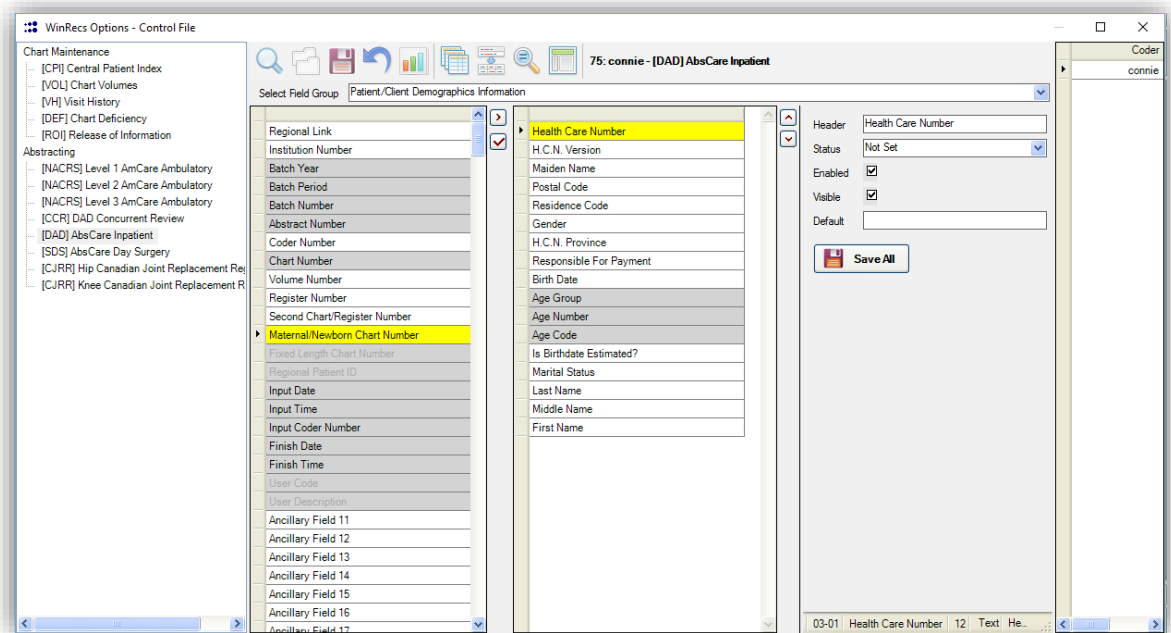 WinRecs Options - Control File
Chart Maintenance
[CPI] Central Patient Index
[VOL] Chart Volumes
[VH] Visit History
[DEF] Chart Deficiency
[ROI] Release of Information
Abstracting
[NACRS] Level 1 AmCare Ambulatory
[NACRS] Level 2 AmCare Ambulatory
[NACRS] Level 3 AmCare Ambulatory
[CCR] DAD Concurrent Review
[DAD] AbsCare Inpatient
[SDS] AbsCare Day Surgery
[CJRR] Hip Canadian Joint Replacement Re
[CJRR] Knee Canadian Joint Replacement R
75: connie - [DAD] AbsCare Inpatient
Select Field Group Patient/Client Demographics Information
Regional Link
Institution Number
Batch Year
Batch Period
Batch Number
Abstract Number
Coder Number
Chart Number
Volume Number
Register Number
Second Chart/Register Number
Maternal/Newborn Chart Number
Fixed Length Chart Number
Regional Patient ID
Input Date
Input Time
Input Coder Number
Finish Date
Finish Time
User Code
User Description
Ancillary Field 11
Ancillary Field 12
Ancillary Field 13
Ancillary Field 14
Ancillary Field 15
Ancillary Field 16
Ancillary Field 17
Health Care Number
H.C.N. Version
Maiden Name
Postal Code
Residence Code
Gender
H.C.N. Province
Responsible For Payment
Birth Date
Age Group
Age Number
Age Code
Is Birthdate Estimated?
Marital Status
Last Name
Middle Name
First Name
Header Health Care Number
Status Not Set
Enabled
Visible
Default
Save All
03-01 Health Care Number 12 Text He...
Coder
connie